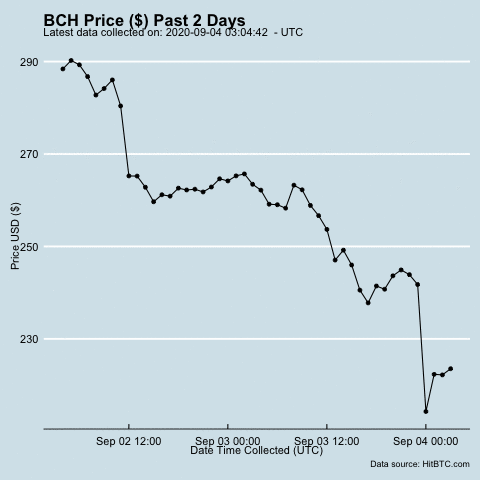 BCH Price ($) Past 2 Days
Latest data collected on: 2020-09-04 03:04:42 - UTC
290
270
250
230
Price USD ($)
Sep 02 12:00 Sep 03 00:00 Sep 03 12:00 Sep 04 00:00
Date Time Collected (UTC)
Data source: HitBTC.com